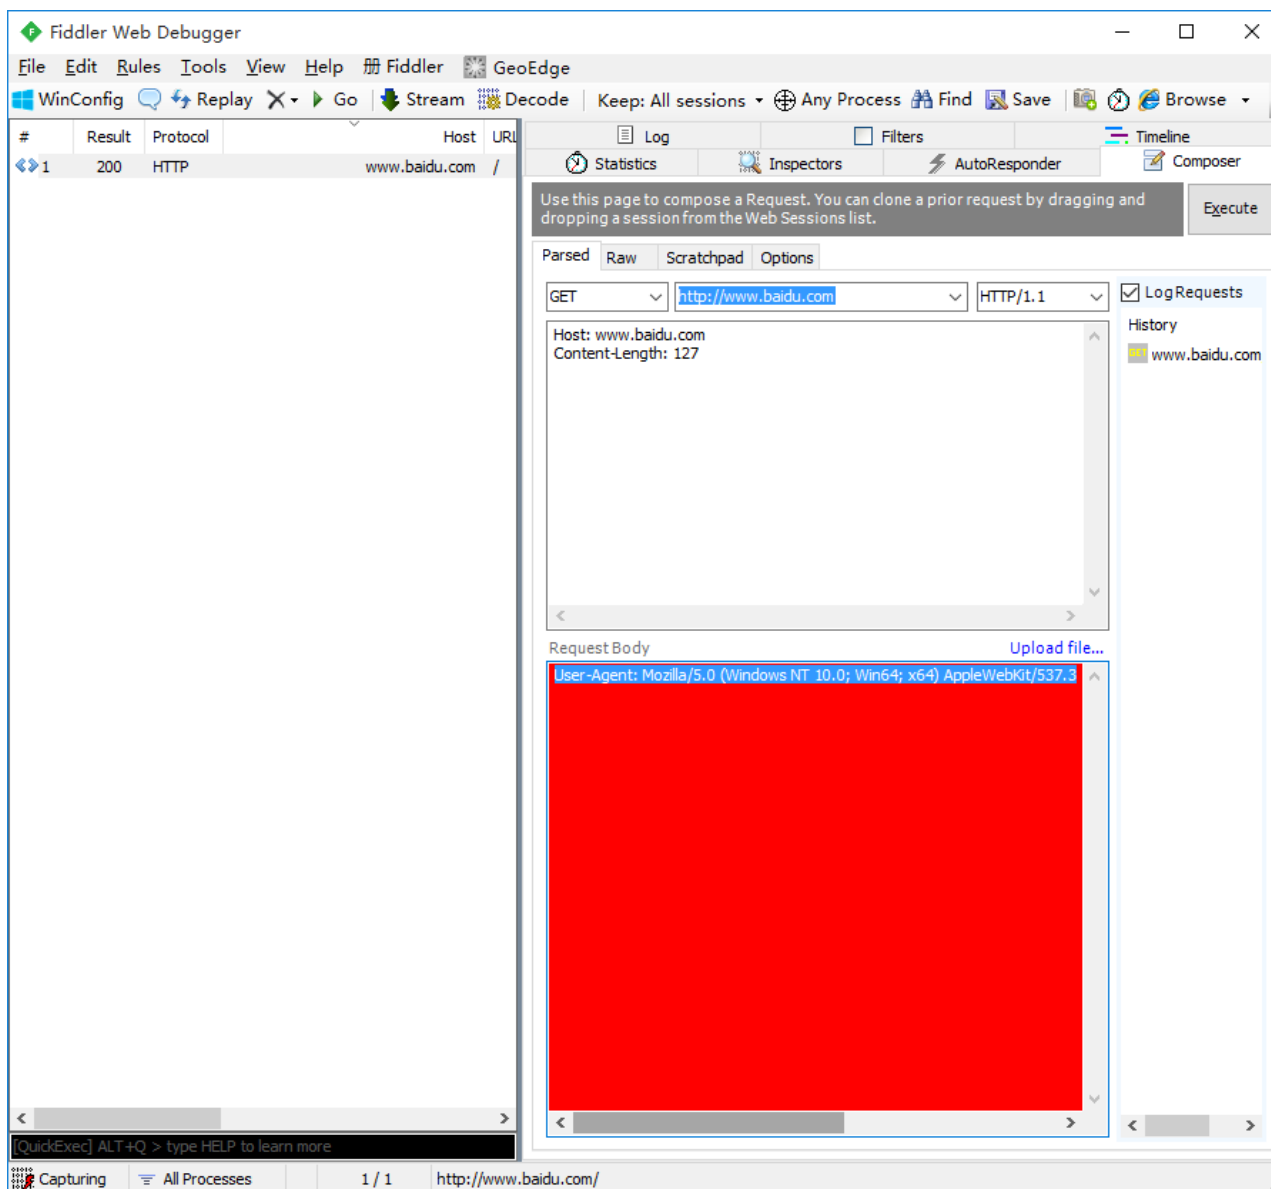 Fiddler Web Debugger
File Edit Rules Tools View Help 册 Fiddler GeoEdge
WinConfig Replay Go Stream Decode Keep: All sessions Any Process Find Save Browse
# Result Protocol Host URL
1 200 HTTP www.baidu.com /
Log Filters Timeline
Statistics Inspectors AutoResponder Composer
Use this page to compose a Request. You can clone a prior request by dragging and
dropping a session from the Web Sessions list.
Execute
Parsed Raw Scratchpad Options
GET http://www.baidu.com HTTP/1.1
Log Requests
Host: www.baidu.com
Content-Length: 127
History
GET www.baidu.com
Request Body Upload file...
User-Agent: Mozilla/5.0 (Windows NT 10.0; Win64; x64) AppleWebKit/537.3
[QuickExec] ALT+Q > type HELP to learn more
Capturing All Processes 1 / 1 http://www.baidu.com/